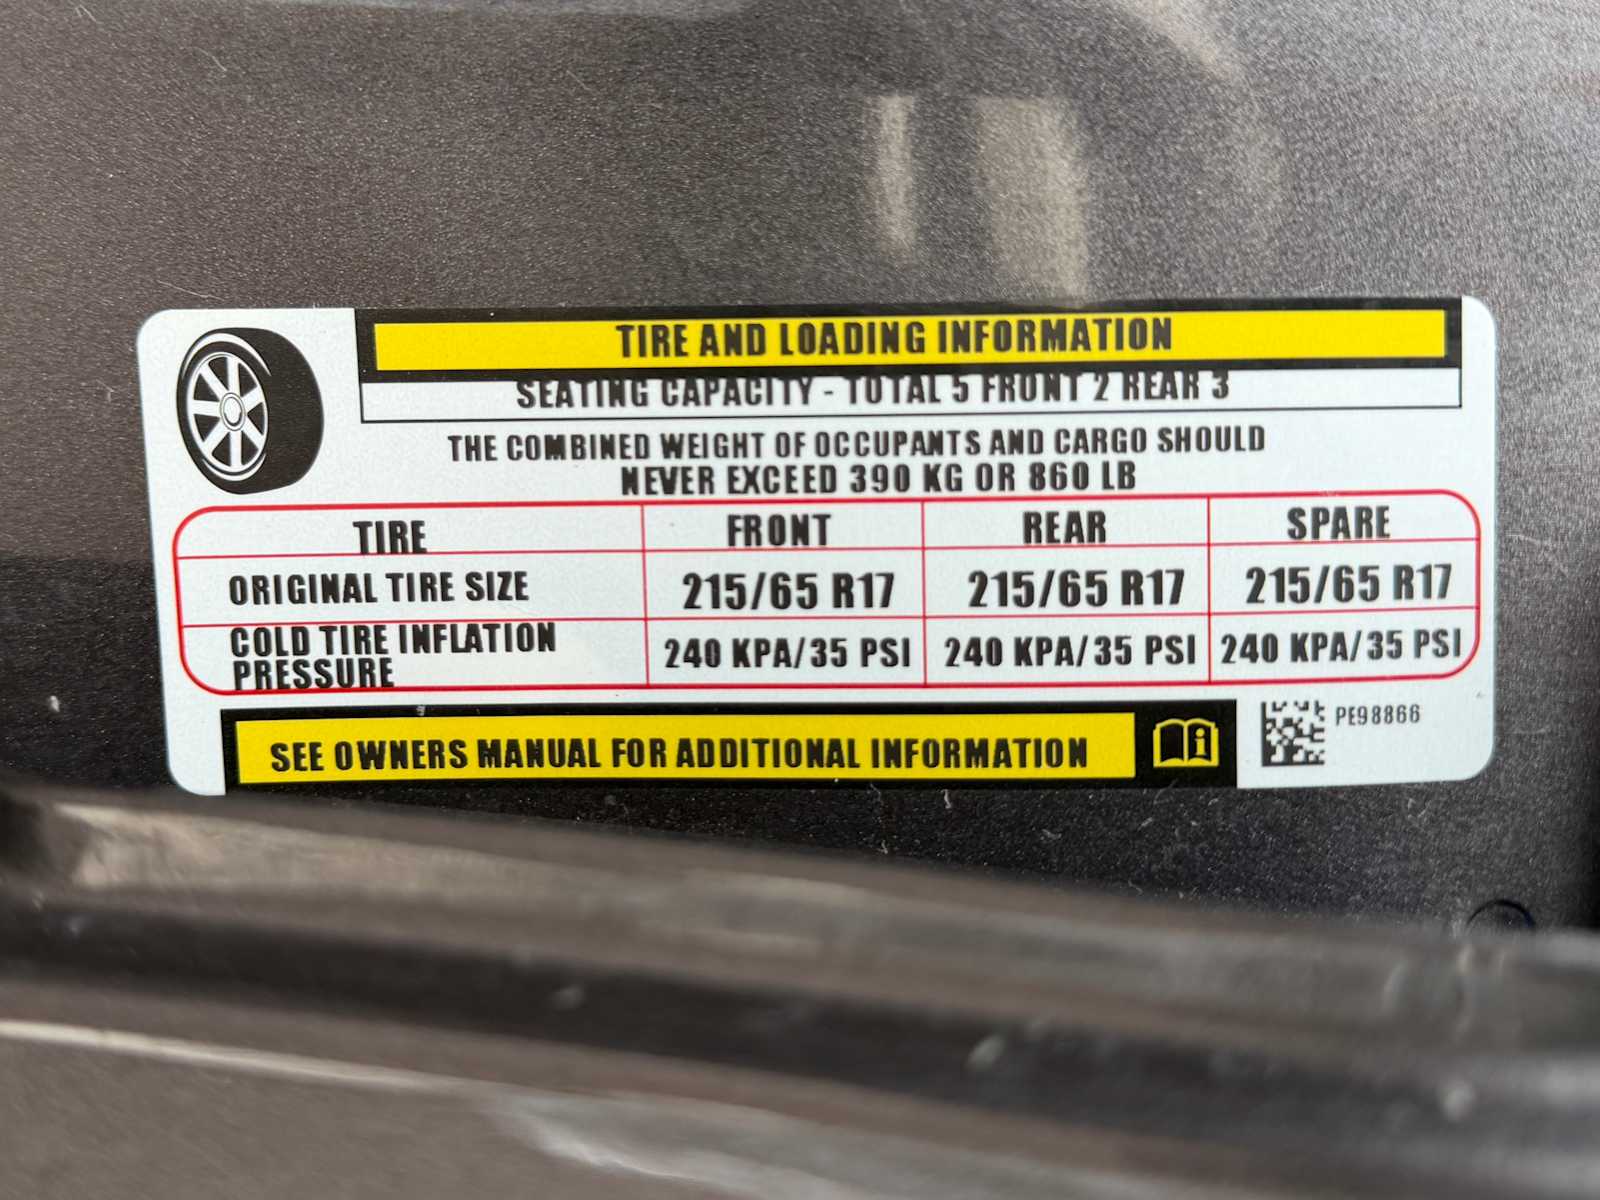 TIRE AND LOADING INFORMATION
SEATING CAPACITY - TOTAL 5 FRONT 2 REAR 3
THE COMBINED WEIGHT OF OCCUPANTS AND CARGO SHOULD
NEVER EXCEED 390 KG OR 860 LB
TIRE FRONT REAR SPARE
ORIGINAL TIRE SIZE 215/65 R17 215/65 R17 215/65 R17
COLD TIRE INFLATION
PRESSURE 240 KPA/35 PSI 240 KPA/35 PSI 240 KPA/35 PSI
SEE OWNERS MANUAL FOR ADDITIONAL INFORMATION
PE98866